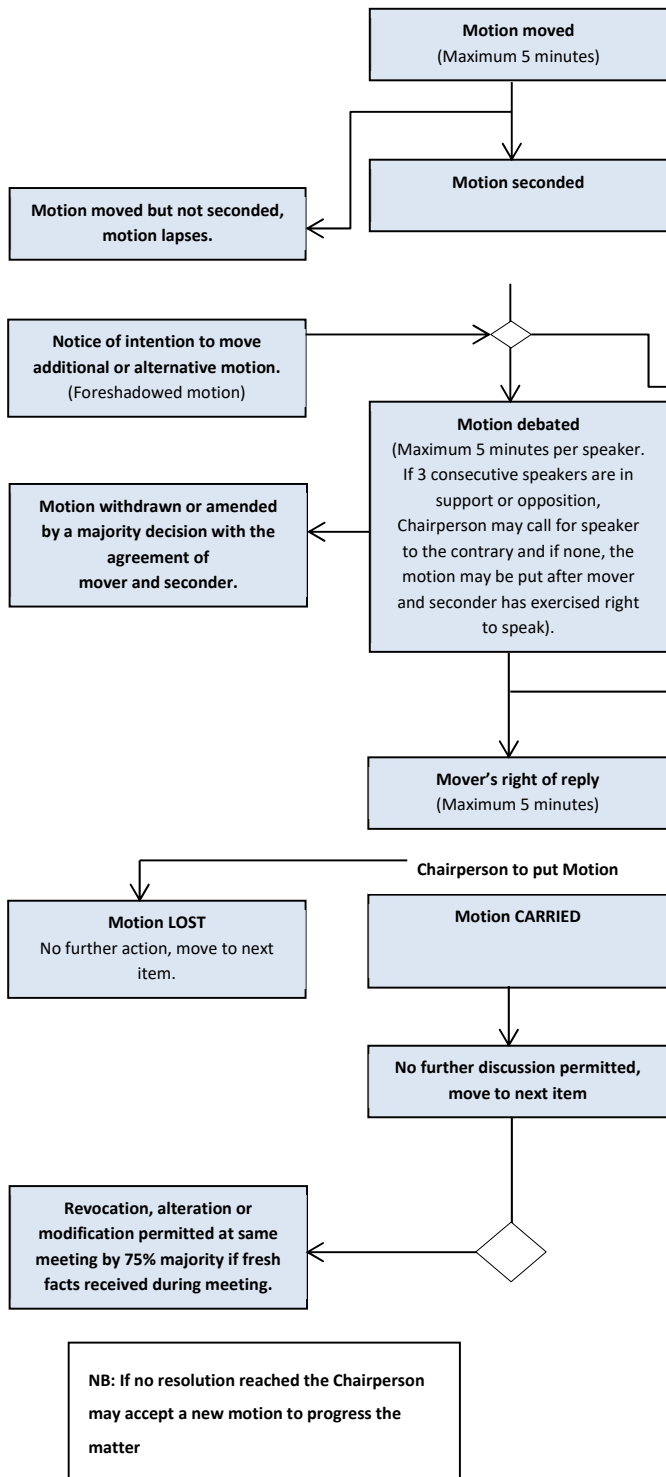 Motion moved
(Maximum 5 minutes)
Motion seconded
Motion moved but not seconded,
motion lapses.
Notice of intention to move
additional or alternative motion.
(Foreshadowed motion)
Motion debated
(Maximum 5 minutes per speaker.
If 3 consecutive speakers are in
support or opposition,
Chairperson may call for speaker
to the contrary and if none, the
motion may be put after mover
and seconder has exercised right
to speak).
Motion withdrawn or amended
by a majority decision with the
agreement of
mover and seconder.
Mover’s right of reply
(Maximum 5 minutes)
Chairperson to put Motion
Motion LOST
No further action, move to next
item.
Motion CARRIED
No further discussion permitted,
move to next item
Revocation, alteration or
modification permitted at same
meeting by 75% majority if fresh
facts received during meeting.
NB: If no resolution reached the Chairperson
may accept a new motion to progress the
matter